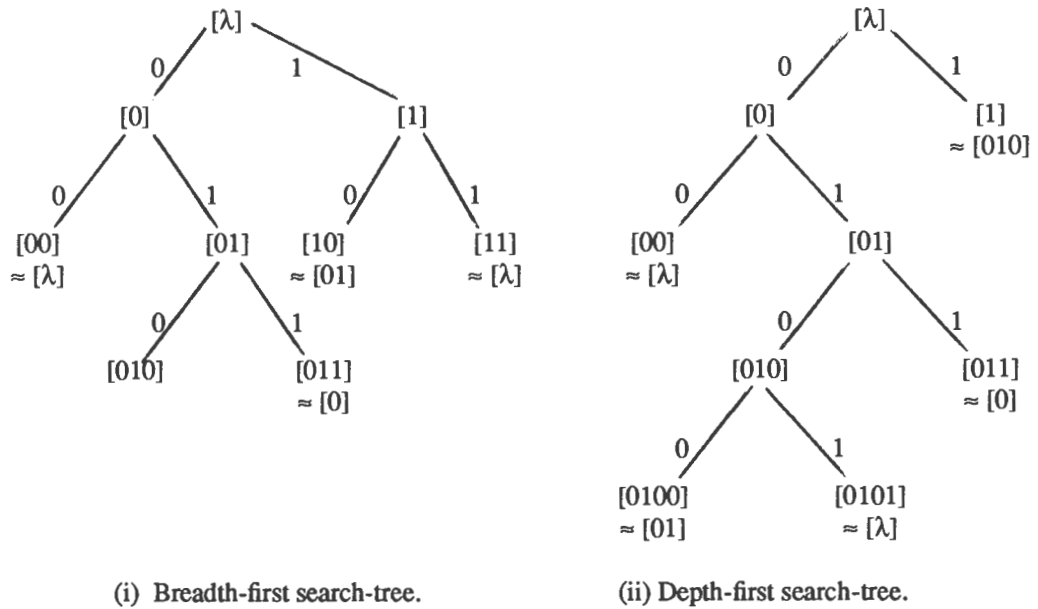 [λ]
0 1
[0] [1]
0 1 0 1
[00] [01] [10] [11]
≈ [λ] ≈ [01] ≈ [λ]
0 1
[010] [011]
≈ [0]
(i) Breadth-first search-tree.
[λ]
0 1
[0] [1]
≈ [010]
0 1
[00] [01]
≈ [λ]
0 1
[010] [011]
≈ [0]
0 1
[0100] [0101]
≈ [01] ≈ [λ]
(ii) Depth-first search-tree.